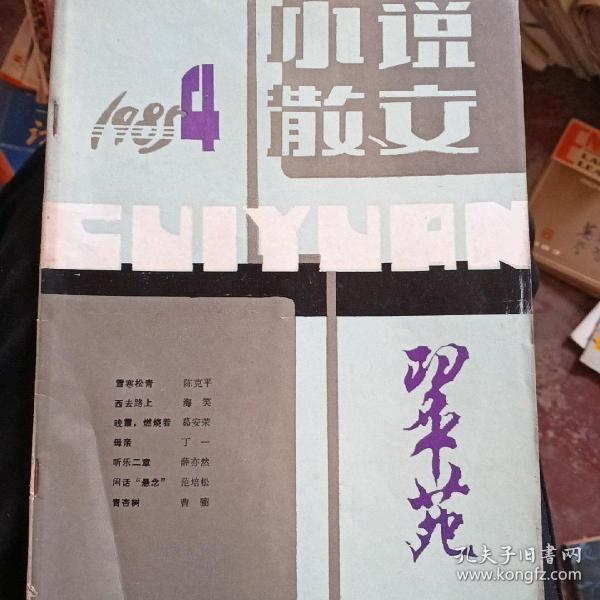 小说
散文
1985 4
CUIYUAN
翠苑
雪寒松青 陈克平
西去路上 海笑
晚霞，燃烧着 葛安荣
母亲 丁一
听乐二章 薛亦然
闲话“悬念” 范培松
青杏树 曹骝
孔夫子旧书网
www.kongfz.com